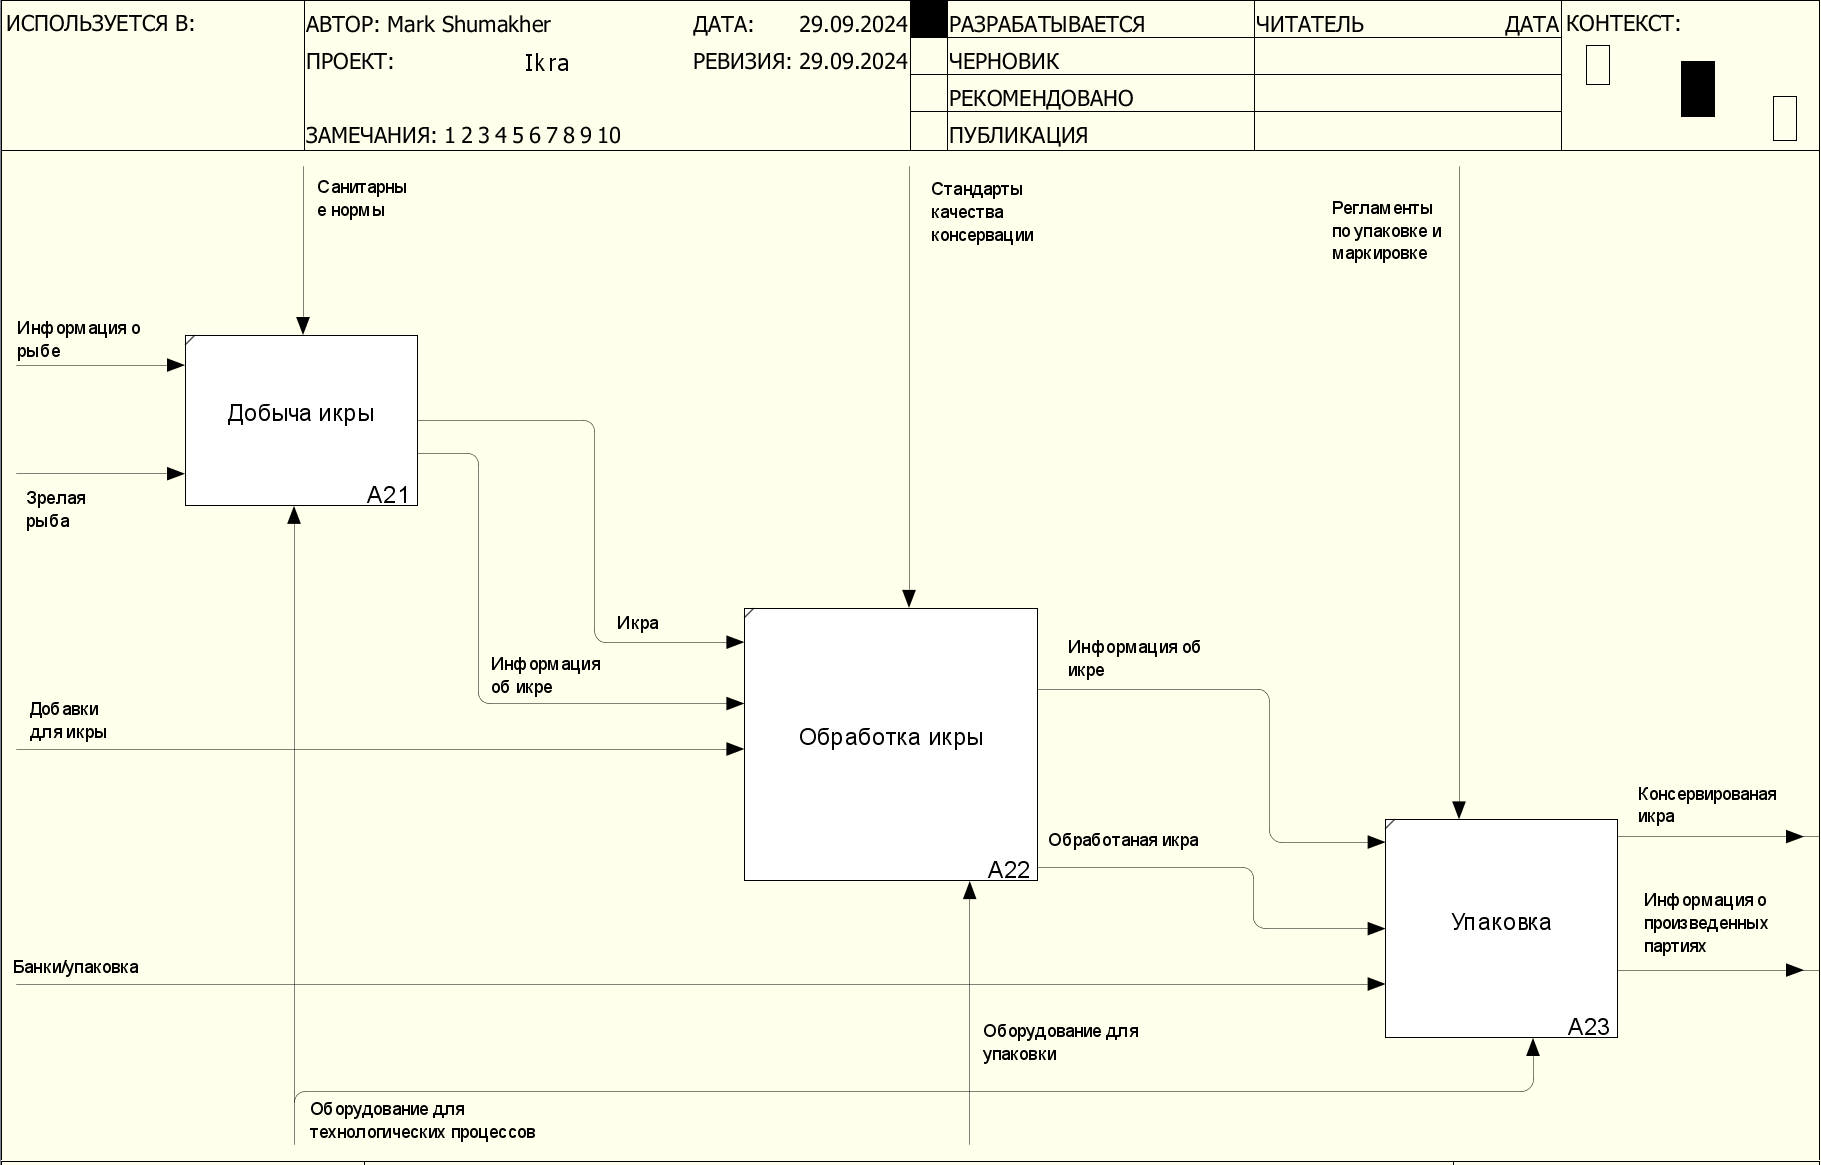 ИСПОЛЬЗУЕТСЯ В:
АВТОР: Mark Shumakher
ДАТА: 29.09.2024
ПРОЕКТ: Ikra
РЕВИЗИЯ: 29.09.2024
ЗАМЕЧАНИЯ: 1 2 3 4 5 6 7 8 9 10
РАЗРАБАТЫВАЕТСЯ
ЧЕРНОВИК
РЕКОМЕНДОВАНО
ПУБЛИКАЦИЯ
ЧИТАТЕЛЬ
ДАТА
КОНТЕКСТ:
Санитарны
е нормы
Стандарты
качества
консервации
Регламенты
по упаковке и
маркировке
Информация о
рыбе
Добыча икры
A21
Зрелая
рыба
Икра
Информация
об икре
Добавки
для икры
Обработка икры
A22
Информация об
икре
Обработаная икра
Консервированая
икра
Упаковка
A23
Информация о
произведенных
партиях
Банки/упаковка
Оборудование для
упаковки
Оборудование для
технологических процессов